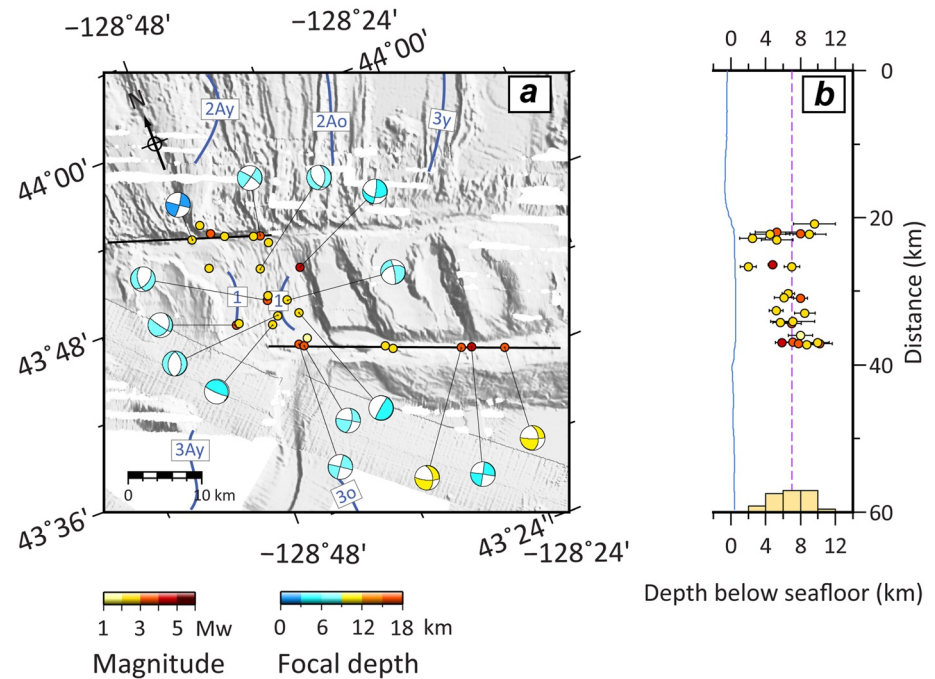 −128˚48' −128˚24'
44˚00'
0 4 8 12
a
b
N
2Ay
2Ao
3y
44˚00'
0
20
1
1
43˚48'
40
Distance (km)
3Ay
0 10 km
3o
43˚36'
−128˚48'
43˚24'
−128˚24'
60
0 4 8 12
Depth below seafloor (km)
1 3 5 Mw
Magnitude
0 6 12 18 km
Focal depth